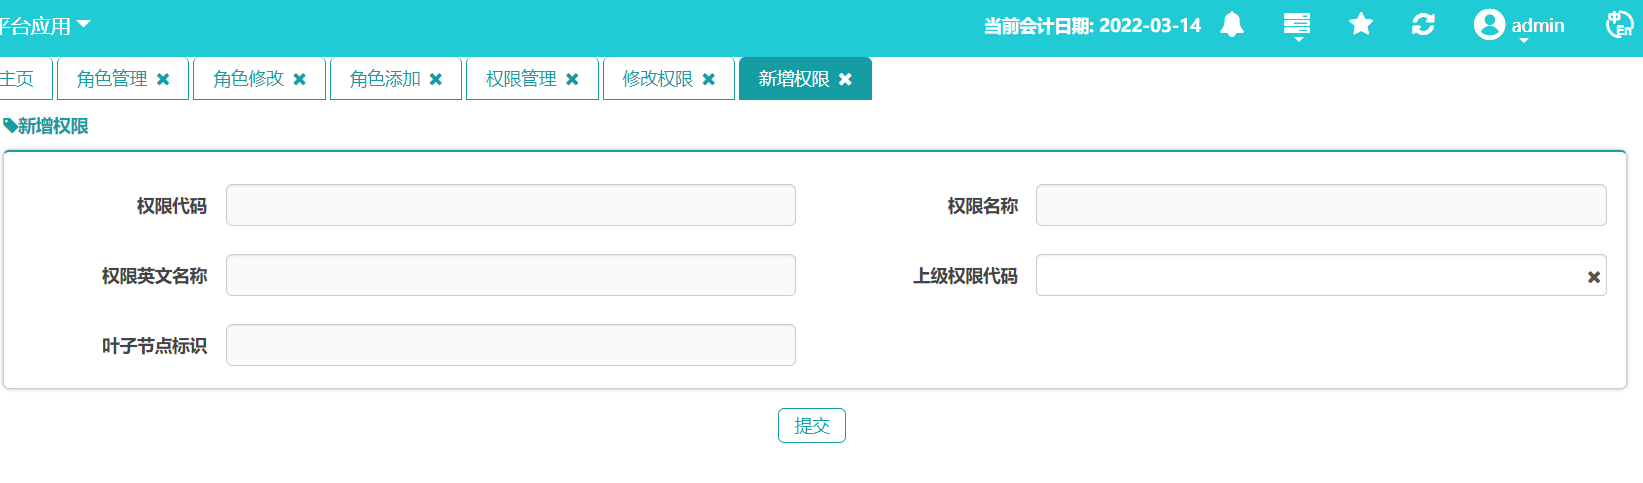 平台应用 当前会计日期: 2022-03-14 admin 中 En
主页 角色管理 角色修改 角色添加 权限管理 修改权限 新增权限
新增权限
权限代码 权限名称
权限英文名称 上级权限代码
叶子节点标识
提交